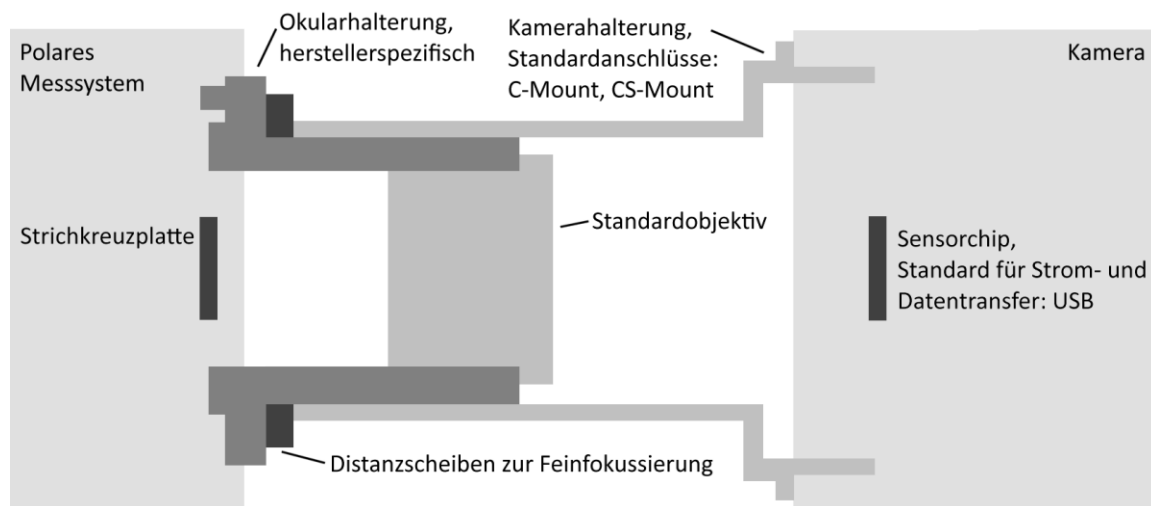 Polares
Messsystem
Okularhalterung,
herstellerspezifisch
Kamerahalterung,
Standardanschlüsse:
C-Mount, CS-Mount
Kamera
Strichkreuzplatte
Standardobjektiv
Sensorchip,
Standard für Strom- und
Datentransfer: USB
Distanzscheiben zur Feinfokussierung